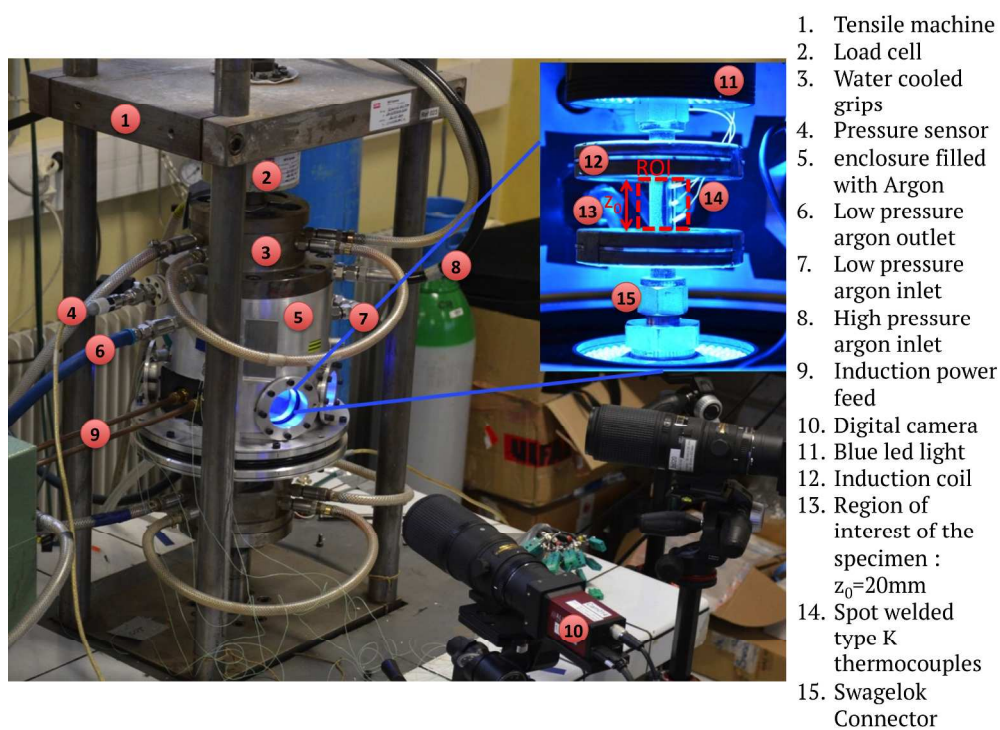 1. Tensile machine
2. Load cell
3. Water cooled
grips
4. Pressure sensor
5. enclosure filled
with Argon
6. Low pressure
argon outlet
7. Low pressure
argon inlet
8. High pressure
argon inlet
9. Induction power
feed
10. Digital camera
11. Blue led light
12. Induction coil
13. Region of
interest of the
specimen :
z₀=20mm
14. Spot welded
type K
thermocouples
15. Swagelok
Connector
1
2
3
4
5
6
7
8
9
10
11
12
ROI
13
z₀
14
15